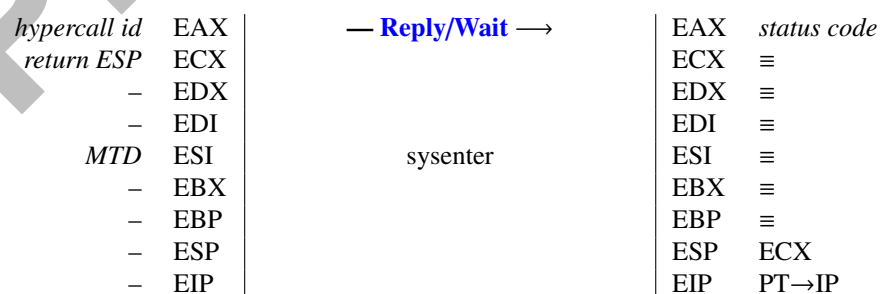 hypercall id EAX — Reply/Wait ⟶ EAX status code
return ESP ECX ECX ≡
– EDX EDX ≡
– EDI EDI ≡
MTD ESI sysenter ESI ≡
– EBX EBX ≡
– EBP EBP ≡
– ESP ESP ECX
– EIP EIP PT→IP